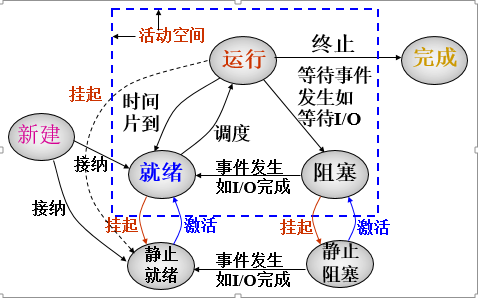 活动空间
运行
终止
完成
挂起
等待事件
发生如
等待I/O
时间
片到
调度
新建
接纳
就绪
事件发生
如I/O完成
阻塞
接纳
挂起
激活
挂起
激活
静止
就绪
事件发生
如I/O完成
静止
阻塞